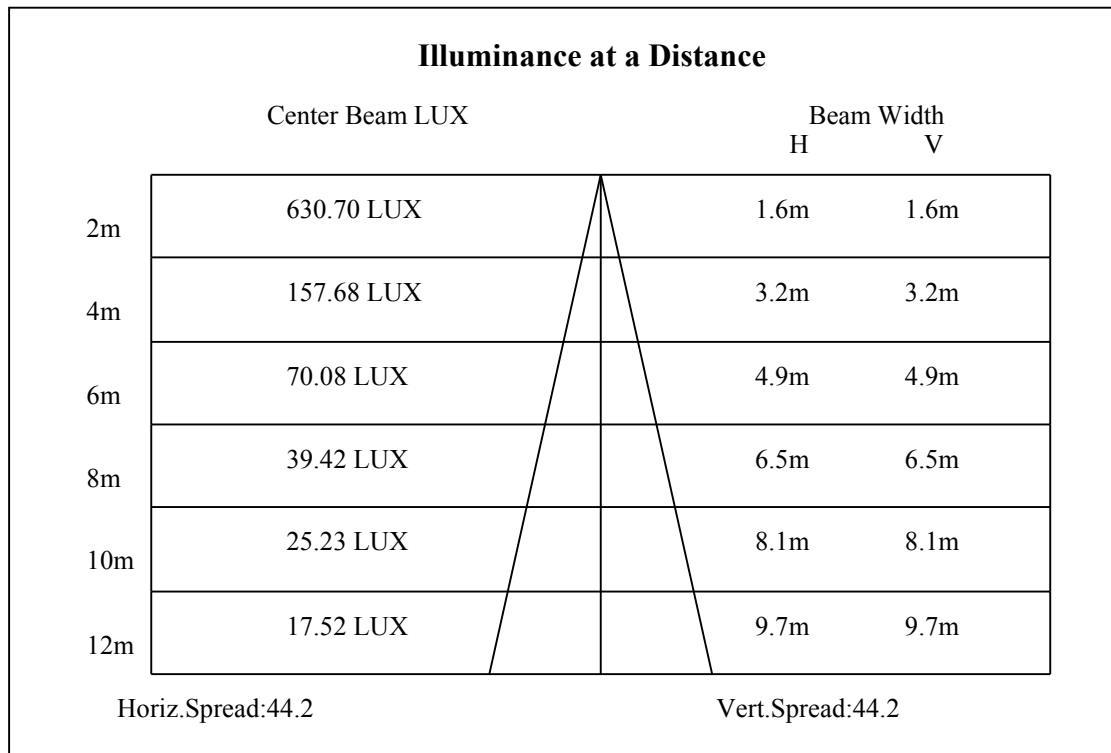 Illuminance at a Distance
Center Beam LUX Beam Width
H V
2m 630.70 LUX 1.6m 1.6m
4m 157.68 LUX 3.2m 3.2m
6m 70.08 LUX 4.9m 4.9m
8m 39.42 LUX 6.5m 6.5m
10m 25.23 LUX 8.1m 8.1m
12m 17.52 LUX 9.7m 9.7m
Horiz.Spread:44.2 Vert.Spread:44.2